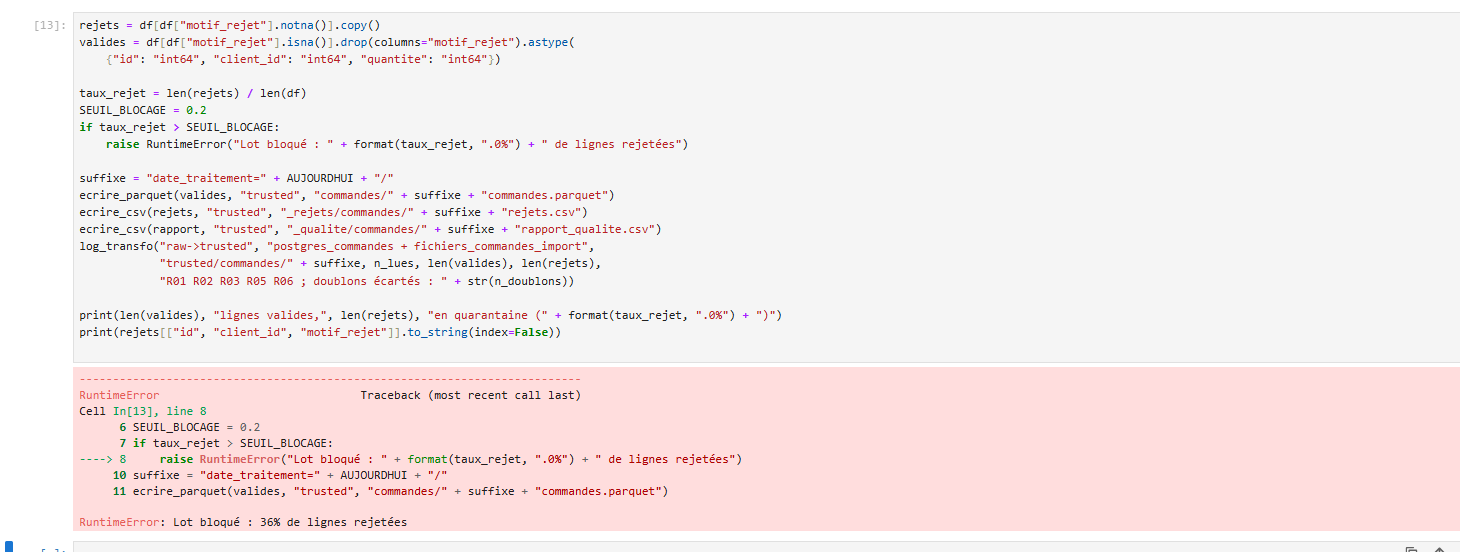 [13]: rejets = df[df["motif_rejet"].notna()].copy()
valides = df[df["motif_rejet"].isna()].drop(columns="motif_rejet").astype(
    {"id": "int64", "client_id": "int64", "quantite": "int64"})

taux_rejet = len(rejets) / len(df)
SEUIL_BLOCAGE = 0.2
if taux_rejet > SEUIL_BLOCAGE:
    raise RuntimeError("Lot bloqué : " + format(taux_rejet, ".0%") + " de lignes rejetées")

suffixe = "date_traitement=" + AUJOURDHUI + "/"
ecrire_parquet(valides, "trusted", "commandes/" + suffixe + "commandes.parquet")
ecrire_csv(rejets, "trusted", "_rejets/commandes/" + suffixe + "rejets.csv")
ecrire_csv(rapport, "trusted", "_qualite/commandes/" + suffixe + "rapport_qualite.csv")
log_transfo("raw->trusted", "postgres_commandes + fichiers_commandes_import",
            "trusted/commandes/" + suffixe, n_lues, len(valides), len(rejets),
            "R01 R02 R03 R05 R06 ; doublons écartés : " + str(n_doublons))

print(len(valides), "lignes valides,", len(rejets), "en quarantaine (" + format(taux_rejet, ".0%") + ")")
print(rejets[["id", "client_id", "motif_rejet"]].to_string(index=False))

---------------------------------------------------------------------------
RuntimeError                              Traceback (most recent call last)
Cell In[13], line 8
      6 SEUIL_BLOCAGE = 0.2
      7 if taux_rejet > SEUIL_BLOCAGE:
----> 8     raise RuntimeError("Lot bloqué : " + format(taux_rejet, ".0%") + " de lignes rejetées")
     10 suffixe = "date_traitement=" + AUJOURDHUI + "/"
     11 ecrire_parquet(valides, "trusted", "commandes/" + suffixe + "commandes.parquet")

RuntimeError: Lot bloqué : 36% de lignes rejetées